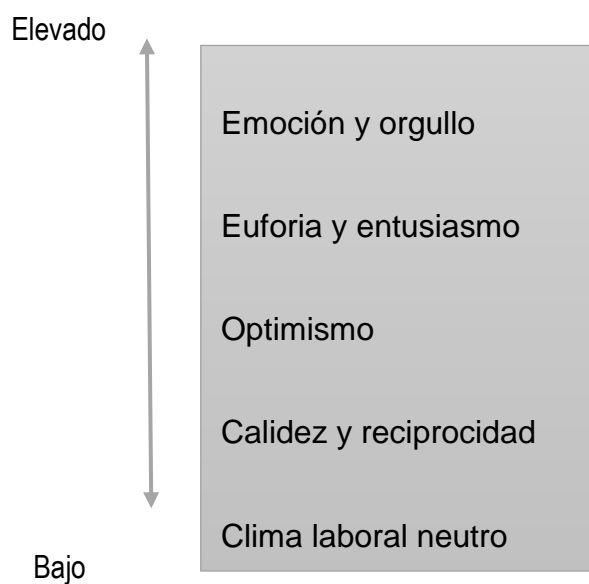 Elevado
Emoción y orgullo
Euforia y entusiasmo
Optimismo
Calidez y reciprocidad
Clima laboral neutro
Bajo